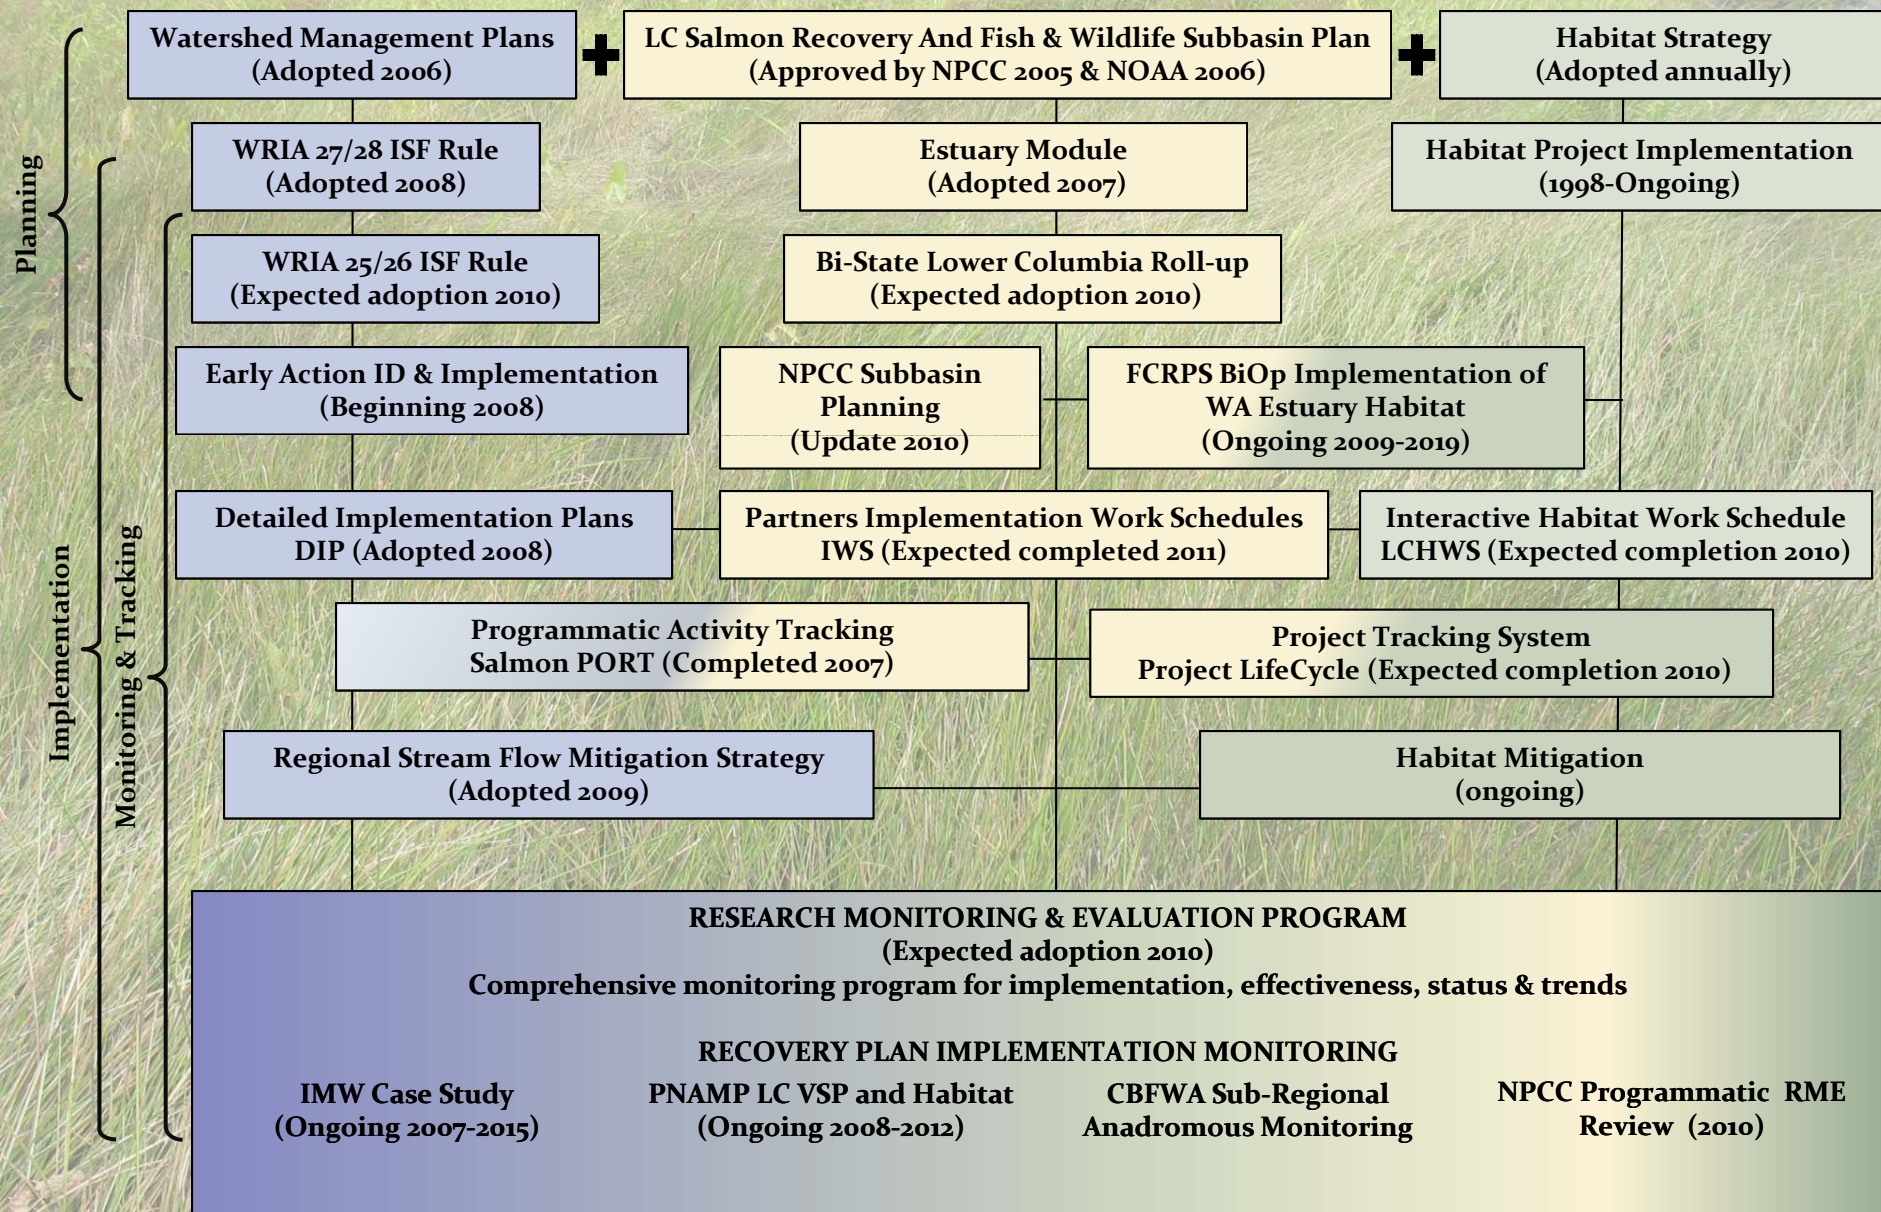 Watershed Management Plans
(Adopted 2006)
LC Salmon Recovery And Fish & Wildlife Subbasin Plan
(Approved by NPCC 2005 & NOAA 2006)
Habitat Strategy
(Adopted annually)
Planning
WRIA 27/28 ISF Rule
(Adopted 2008)
Estuary Module
(Adopted 2007)
Habitat Project Implementation
(1998-Ongoing)
WRIA 25/26 ISF Rule
(Expected adoption 2010)
Bi-State Lower Columbia Roll-up
(Expected adoption 2010)
Early Action ID & Implementation
(Beginning 2008)
NPCC Subbasin
Planning
(Update 2010)
FCRPS BiOp Implementation of
WA Estuary Habitat
(Ongoing 2009-2019)
Implementation
Monitoring & Tracking
Detailed Implementation Plans
DIP (Adopted 2008)
Partners Implementation Work Schedules
IWS (Expected completed 2011)
Interactive Habitat Work Schedule
LCHWS (Expected completion 2010)
Programmatic Activity Tracking
Salmon PORT (Completed 2007)
Project Tracking System
Project LifeCycle (Expected completion 2010)
Regional Stream Flow Mitigation Strategy
(Adopted 2009)
Habitat Mitigation
(ongoing)
RESEARCH MONITORING & EVALUATION PROGRAM
(Expected adoption 2010)
Comprehensive monitoring program for implementation, effectiveness, status & trends
RECOVERY PLAN IMPLEMENTATION MONITORING
IMW Case Study
(Ongoing 2007-2015)
PNAMP LC VSP and Habitat
(Ongoing 2008-2012)
CBFWA Sub-Regional
Anadromous Monitoring
NPCC Programmatic RME
Review (2010)